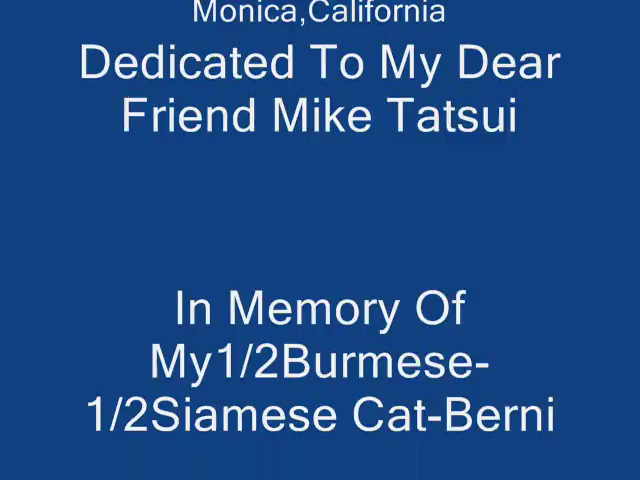 Monica,California
Dedicated To My Dear
Friend Mike Tatsui
In Memory Of
My1/2Burmese-
1/2Siamese Cat-Berni